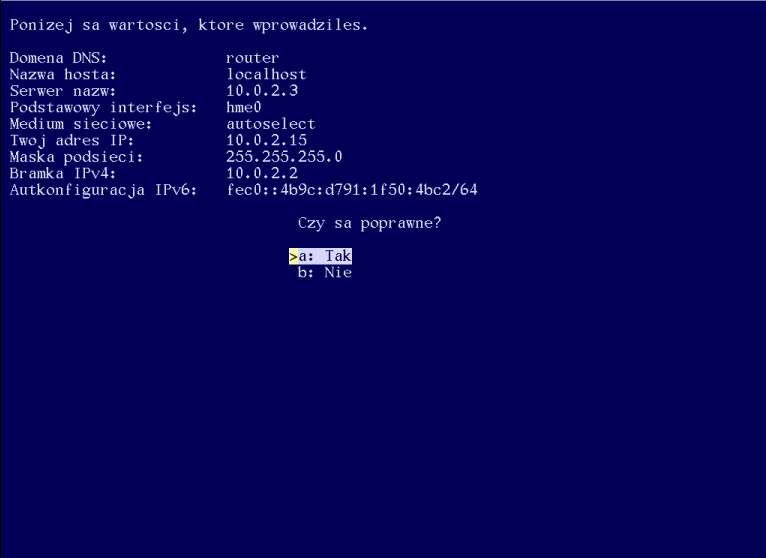 Ponizej sa wartosci, ktore wprowadziles.
Domena DNS: router
Nazwa hosta: localhost
Serwer nazw: 10.0.2.3
Podstawowy interfejs: hme0
Medium sieciowe: autoselect
Twoj adres IP: 10.0.2.15
Maska podsieci: 255.255.255.0
Bramka IPv4: 10.0.2.2
Autkonfiguracja IPv6: fec0::4b9c:d791:1f50:4bc2/64
Czy sa poprawne?
>a: Tak
b: Nie